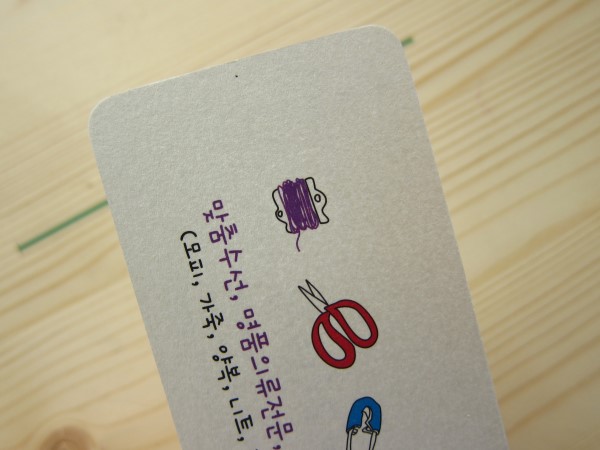 맞춤수선, 명품의류전문,
(모피, 가죽, 양복, 니트,